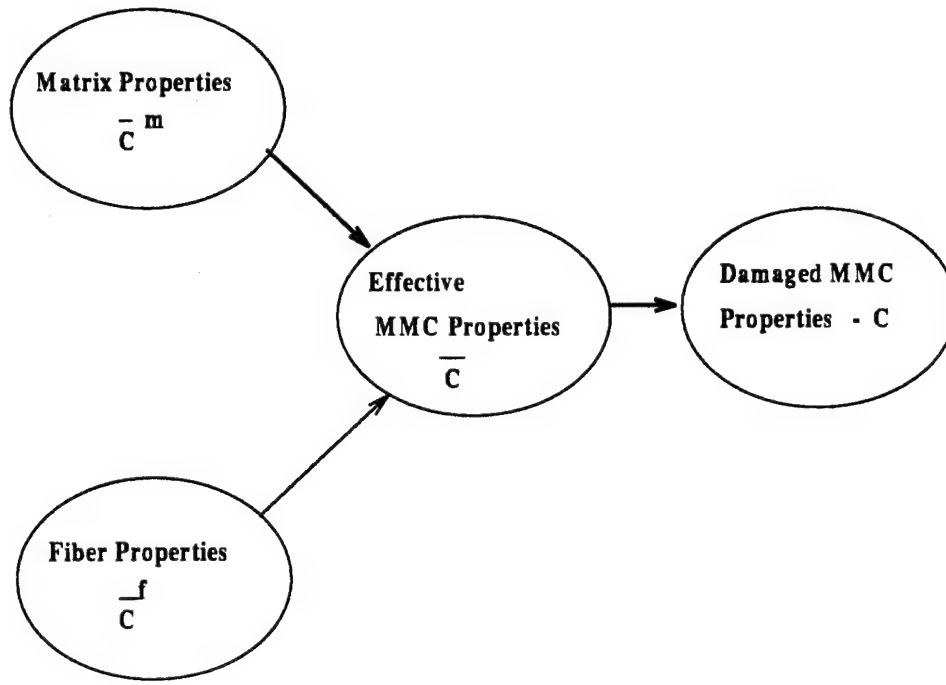 Matrix Properties
C̅ m
Effective
MMC Properties
C̅
Damaged MMC
Properties - C
Fiber Properties
C̅ f